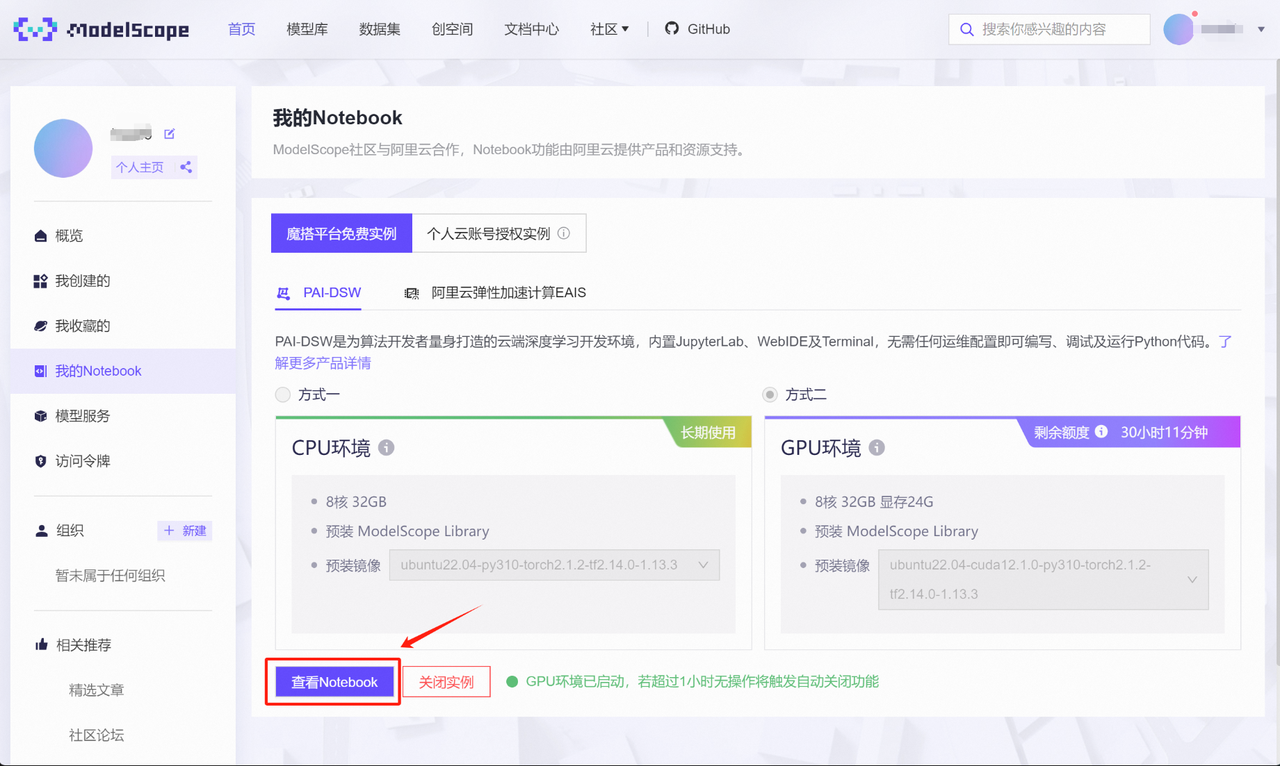 ModelScope
首页
模型库
数据集
创空间
文档中心
社区
GitHub
搜索你感兴趣的内容
个人主页
概览
我创建的
我收藏的
我的Notebook
模型服务
访问令牌
组织
+ 新建
暂未属于任何组织
相关推荐
精选文章
社区论坛
我的Notebook
ModelScope社区与阿里云合作，Notebook功能由阿里云提供产品和资源支持。
魔搭平台免费实例
个人云账号授权实例
PAI-DSW
阿里云弹性加速计算EAIS
PAI-DSW是为算法开发者量身打造的云端深度学习开发环境，内置JupyterLab、WebIDE及Terminal，无需任何运维配置即可编写、调试及运行Python代码。了
解更多产品详情
方式一
长期使用
CPU环境
8核 32GB
预装 ModelScope Library
预装镜像
ubuntu22.04-py310-torch2.1.2-tf2.14.0-1.13.3
方式二
剩余额度 30小时11分钟
GPU环境
8核 32GB 显存24G
预装 ModelScope Library
预装镜像
ubuntu22.04-cuda12.1.0-py310-torch2.1.2-
tf2.14.0-1.13.3
查看Notebook
关闭实例
GPU环境已启动，若超过1小时无操作将触发自动关闭功能